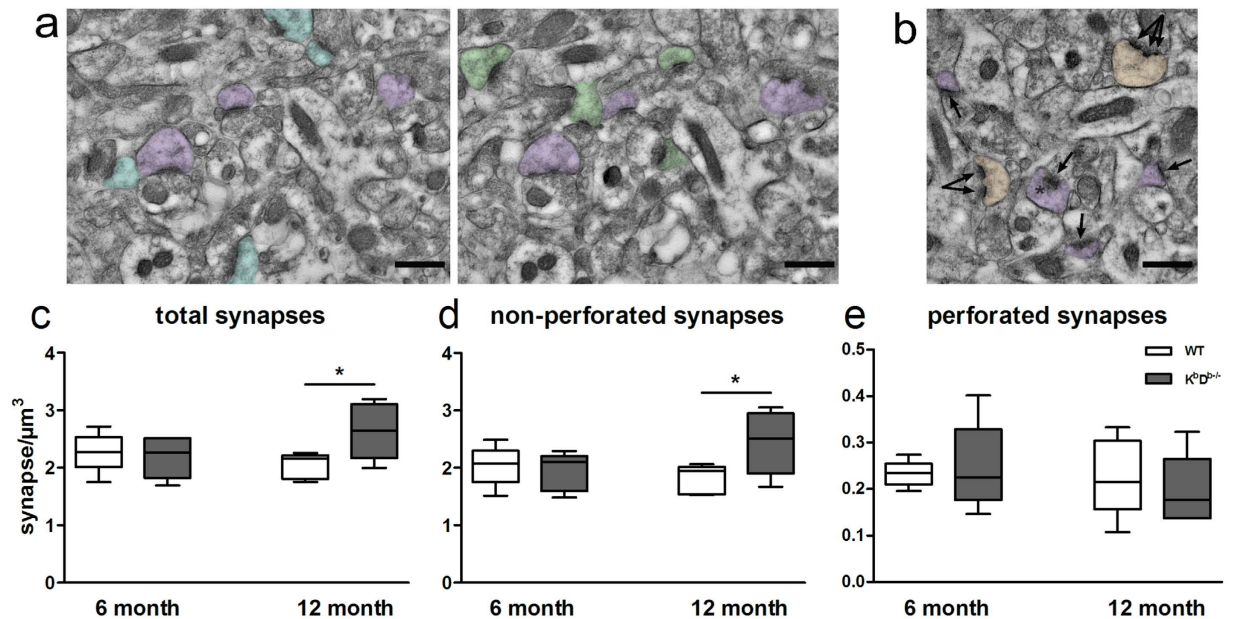 a
b
c total synapses
d non-perforated synapses
e perforated synapses
synapse/µm³
4
3
2
1
0
*
6 month
12 month
4
3
2
1
0
*
6 month
12 month
0.5
0.4
0.3
0.2
0.1
0.0
WT
KᵇDᵇ⁻/⁻
6 month
12 month
*